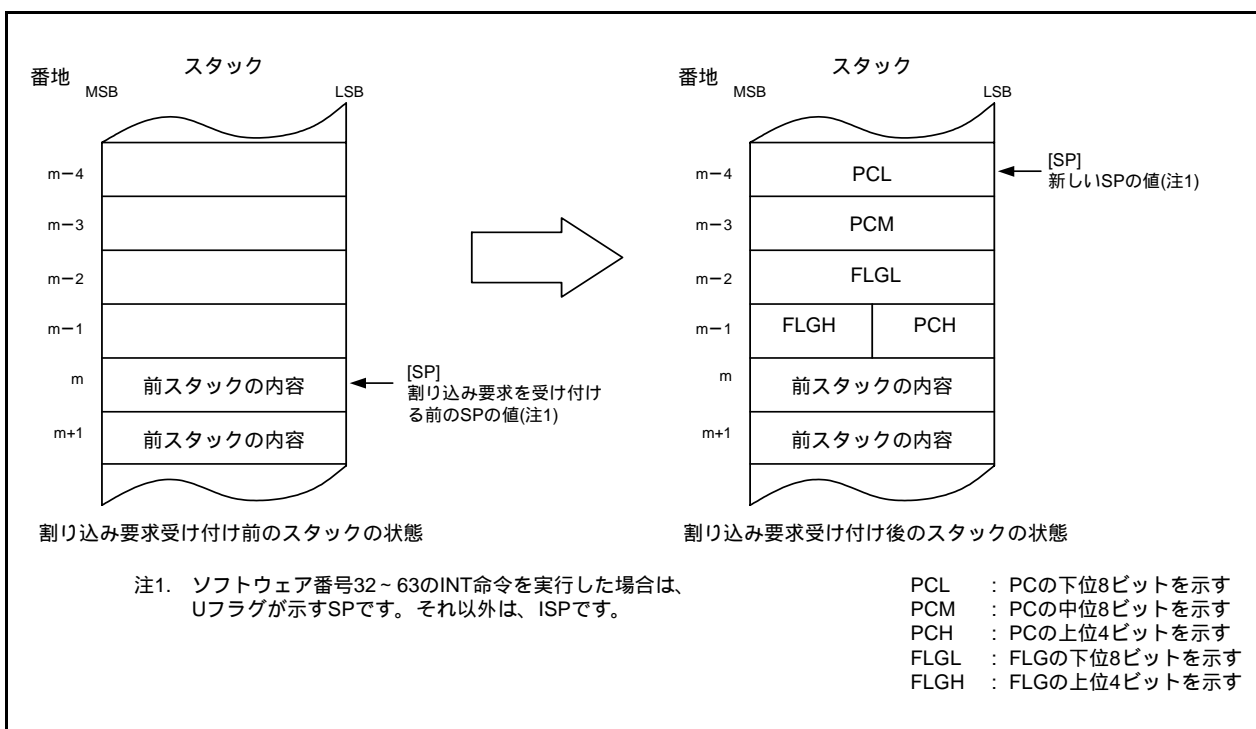 スタック
番地
MSB
LSB
m－4
m－3
m－2
m－1
m
前スタックの内容
[SP]
割り込み要求を受け付け
る前のSPの値(注1)
m+1
前スタックの内容
割り込み要求受け付け前のスタックの状態
スタック
番地
MSB
LSB
m－4
PCL
[SP]
新しいSPの値(注1)
m－3
PCM
m－2
FLGL
m－1
FLGH
PCH
m
前スタックの内容
m+1
前スタックの内容
割り込み要求受け付け後のスタックの状態
注1. ソフトウェア番号32～63のINT命令を実行した場合は、
Uフラグが示すSPです。それ以外は、ISPです。
PCL : PCの下位8ビットを示す
PCM : PCの中位8ビットを示す
PCH : PCの上位4ビットを示す
FLGL : FLGの下位8ビットを示す
FLGH : FLGの上位4ビットを示す